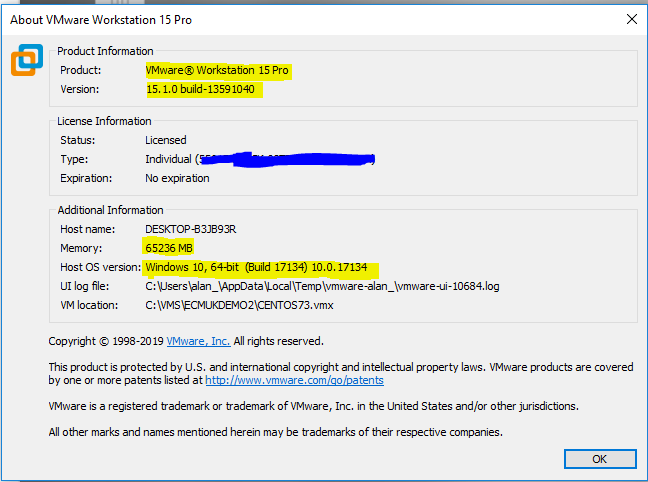 About VMware Workstation 15 Pro
Product Information
Product: VMware® Workstation 15 Pro
Version: 15.1.0 build-13591040
License Information
Status: Licensed
Type: Individual (
Expiration: No expiration
Additional Information
Host name: DESKTOP-B3JB93R
Memory: 65236 MB
Host OS version: Windows 10, 64-bit (Build 17134) 10.0.17134
UI log file: C:\Users\alan_\AppData\Local\Temp\vmware-alan_\vmware-ui-10684.log
VM location: C:\VMS\ECMUKDEMO2\CENTOS73.vmx
Copyright © 1998-2019 VMware, Inc. All rights reserved.
This product is protected by U.S. and international copyright and intellectual property laws. VMware products are covered
by one or more patents listed at http://www.vmware.com/go/patents
VMware is a registered trademark or trademark of VMware, Inc. in the United States and/or other jurisdictions.
All other marks and names mentioned herein may be trademarks of their respective companies.
OK